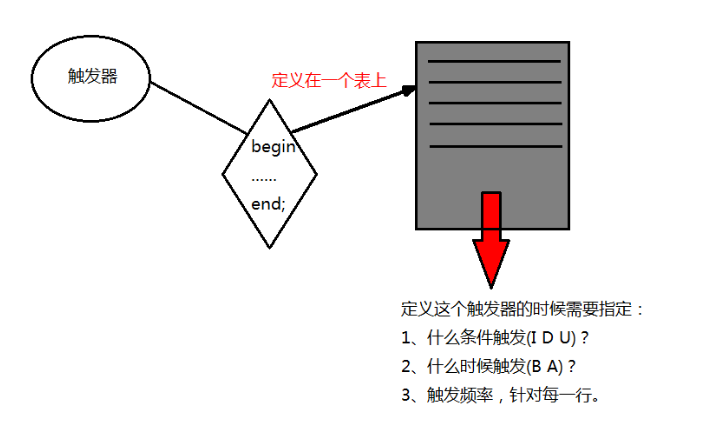 触发器
定义在一个表上
begin
......
end;
定义这个触发器的时候需要指定：
1、什么条件触发(I D U)？
2、什么时候触发(B A)？
3、触发频率，针对每一行。